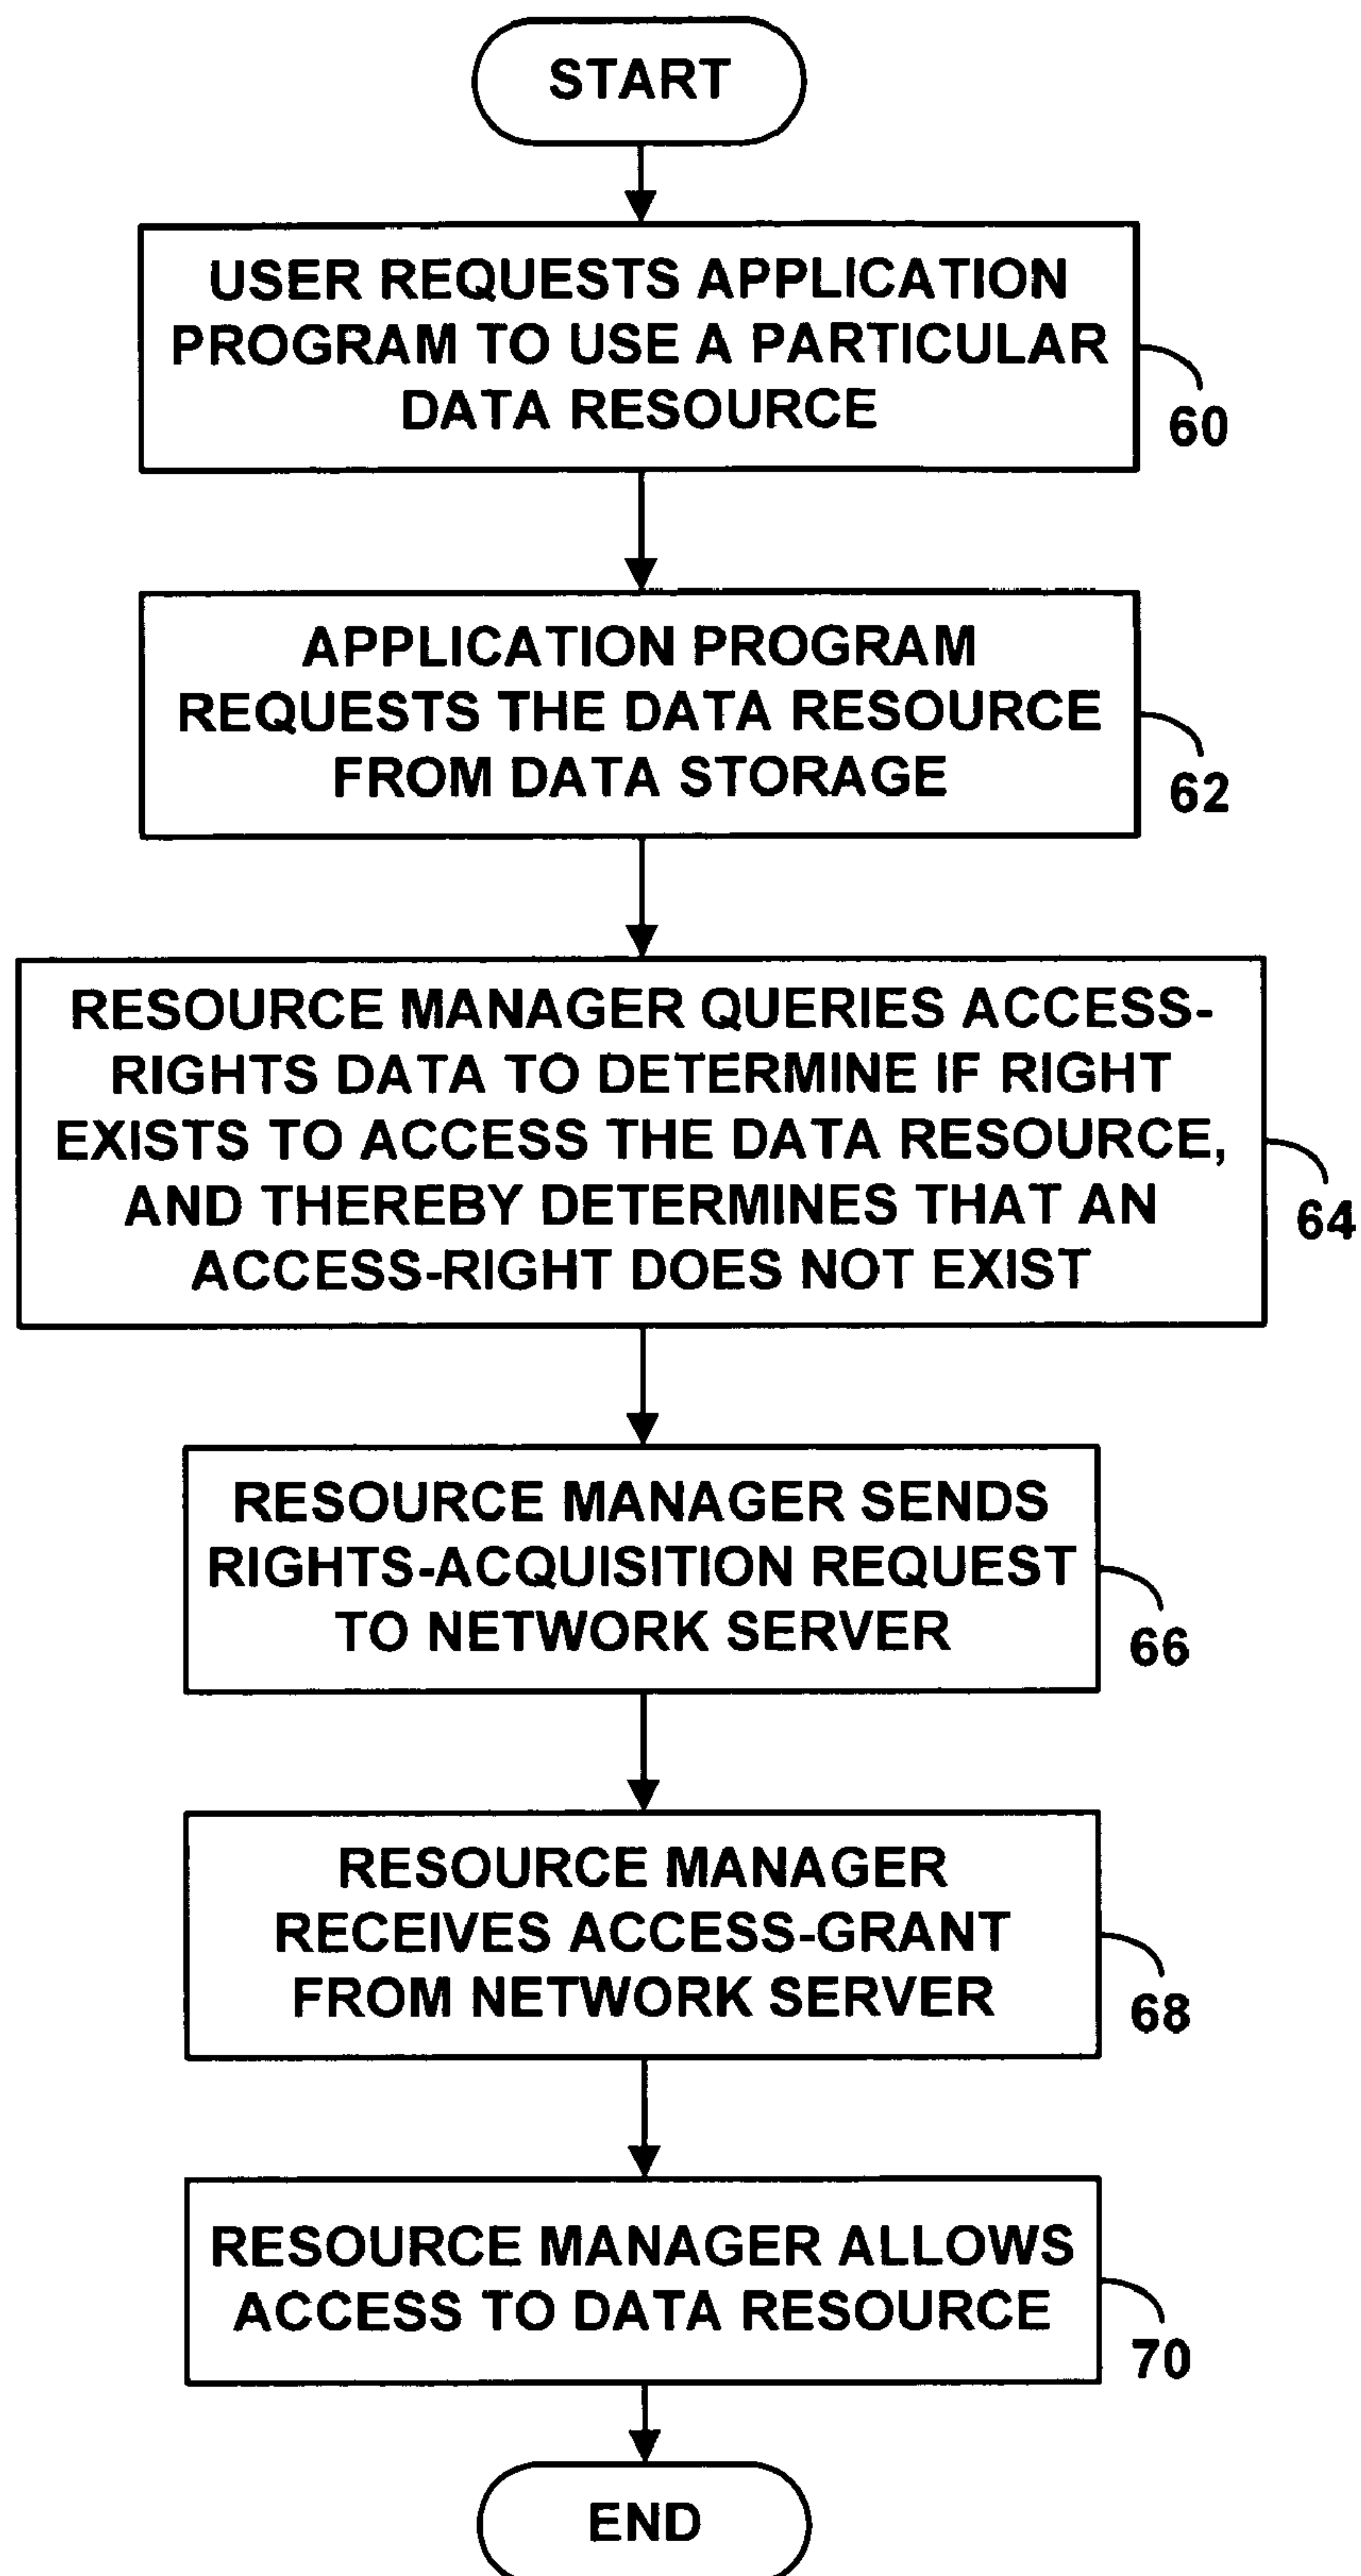 START
USER REQUESTS APPLICATION
PROGRAM TO USE A PARTICULAR
DATA RESOURCE
60
APPLICATION PROGRAM
REQUESTS THE DATA RESOURCE
FROM DATA STORAGE
62
RESOURCE MANAGER QUERIES ACCESS-
RIGHTS DATA TO DETERMINE IF RIGHT
EXISTS TO ACCESS THE DATA RESOURCE,
AND THEREBY DETERMINES THAT AN
ACCESS-RIGHT DOES NOT EXIST
64
RESOURCE MANAGER SENDS
RIGHTS-ACQUISITION REQUEST
TO NETWORK SERVER
66
RESOURCE MANAGER
RECEIVES ACCESS-GRANT
FROM NETWORK SERVER
68
RESOURCE MANAGER ALLOWS
ACCESS TO DATA RESOURCE
70
END